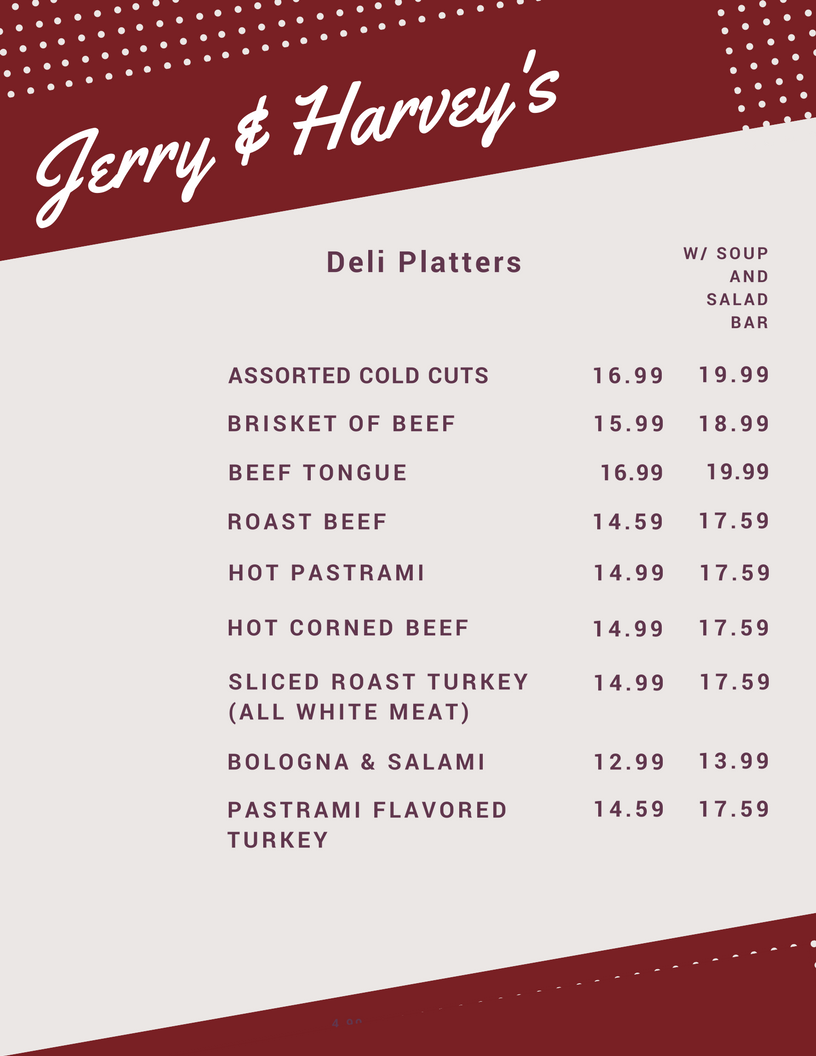 Jerry & Harvey's
Deli Platters
W/ SOUP
AND
SALAD
BAR
ASSORTED COLD CUTS 16.99 19.99
BRISKET OF BEEF 15.99 18.99
BEEF TONGUE 16.99 19.99
ROAST BEEF 14.59 17.59
HOT PASTRAMI 14.99 17.59
HOT CORNED BEEF 14.99 17.59
SLICED ROAST TURKEY 14.99 17.59
(ALL WHITE MEAT)
BOLOGNA & SALAMI 12.99 13.99
PASTRAMI FLAVORED 14.59 17.59
TURKEY